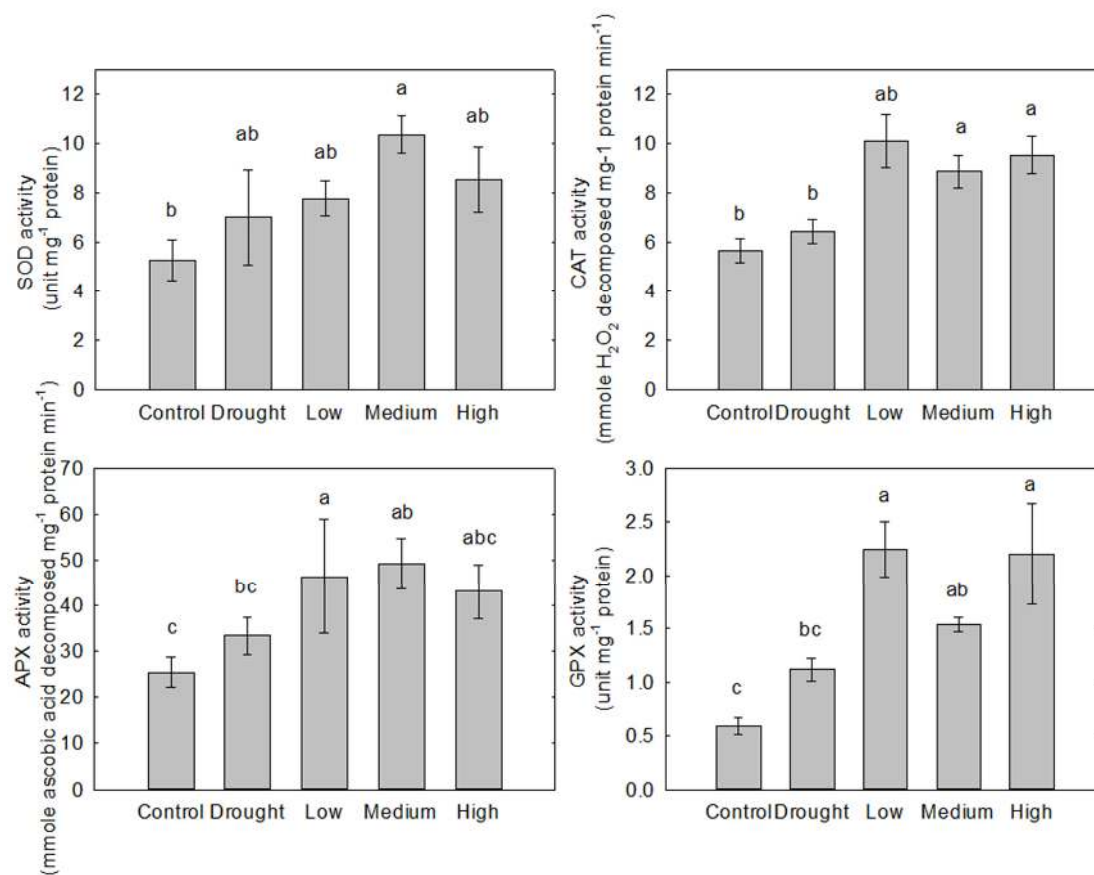 SOD activity
(unit mg⁻¹ protein)
12
10
8
6
4
2
0
b
ab
ab
a
ab
Control Drought Low Medium High
CAT activity
(mmole H₂O₂ decomposed mg-1 protein min⁻¹)
12
10
8
6
4
2
0
b
b
ab
a
a
Control Drought Low Medium High
APX activity
(mmole ascobic acid decomposed mg⁻¹ protein min⁻¹)
70
60
50
40
30
20
10
0
c
bc
a
ab
abc
Control Drought Low Medium High
GPX activity
(unit mg⁻¹ protein)
3.0
2.5
2.0
1.5
1.0
0.5
0.0
c
bc
a
ab
a
Control Drought Low Medium High